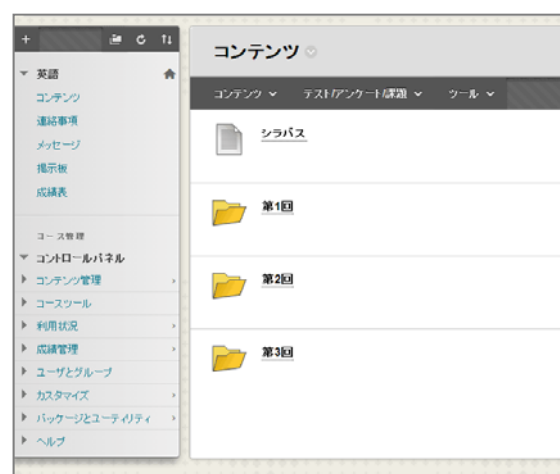 英語
コンテンツ
連絡事項
メッセージ
掲示板
成績表
コース管理
コントロールパネル
コンテンツ管理
コースツール
利用状況
成績管理
ユーザとグループ
カスタマイズ
パッケージとユーティリティ
ヘルプ
コンテンツ
コンテンツ テスト/アンケート/課題 ツール
シラバス
第1回
第2回
第3回